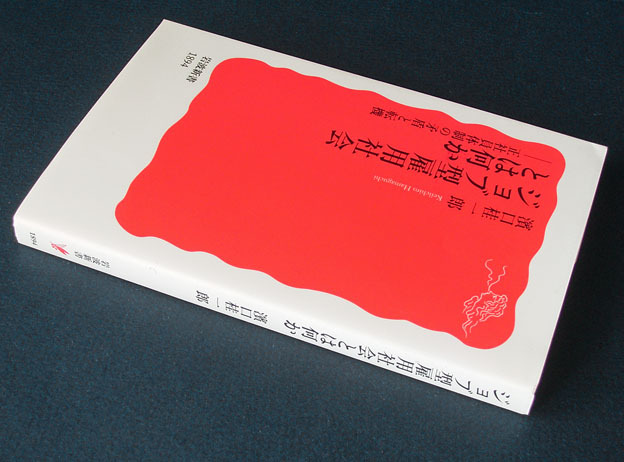 ジョブ型雇用社会
とは何か
―正社員体制の矛盾と転機
濱口桂一郎
Keiichiro Hamaguchi
岩波新書
1894
ジョブ型雇用社会とは何か
濱口桂一郎
岩波新書
1894